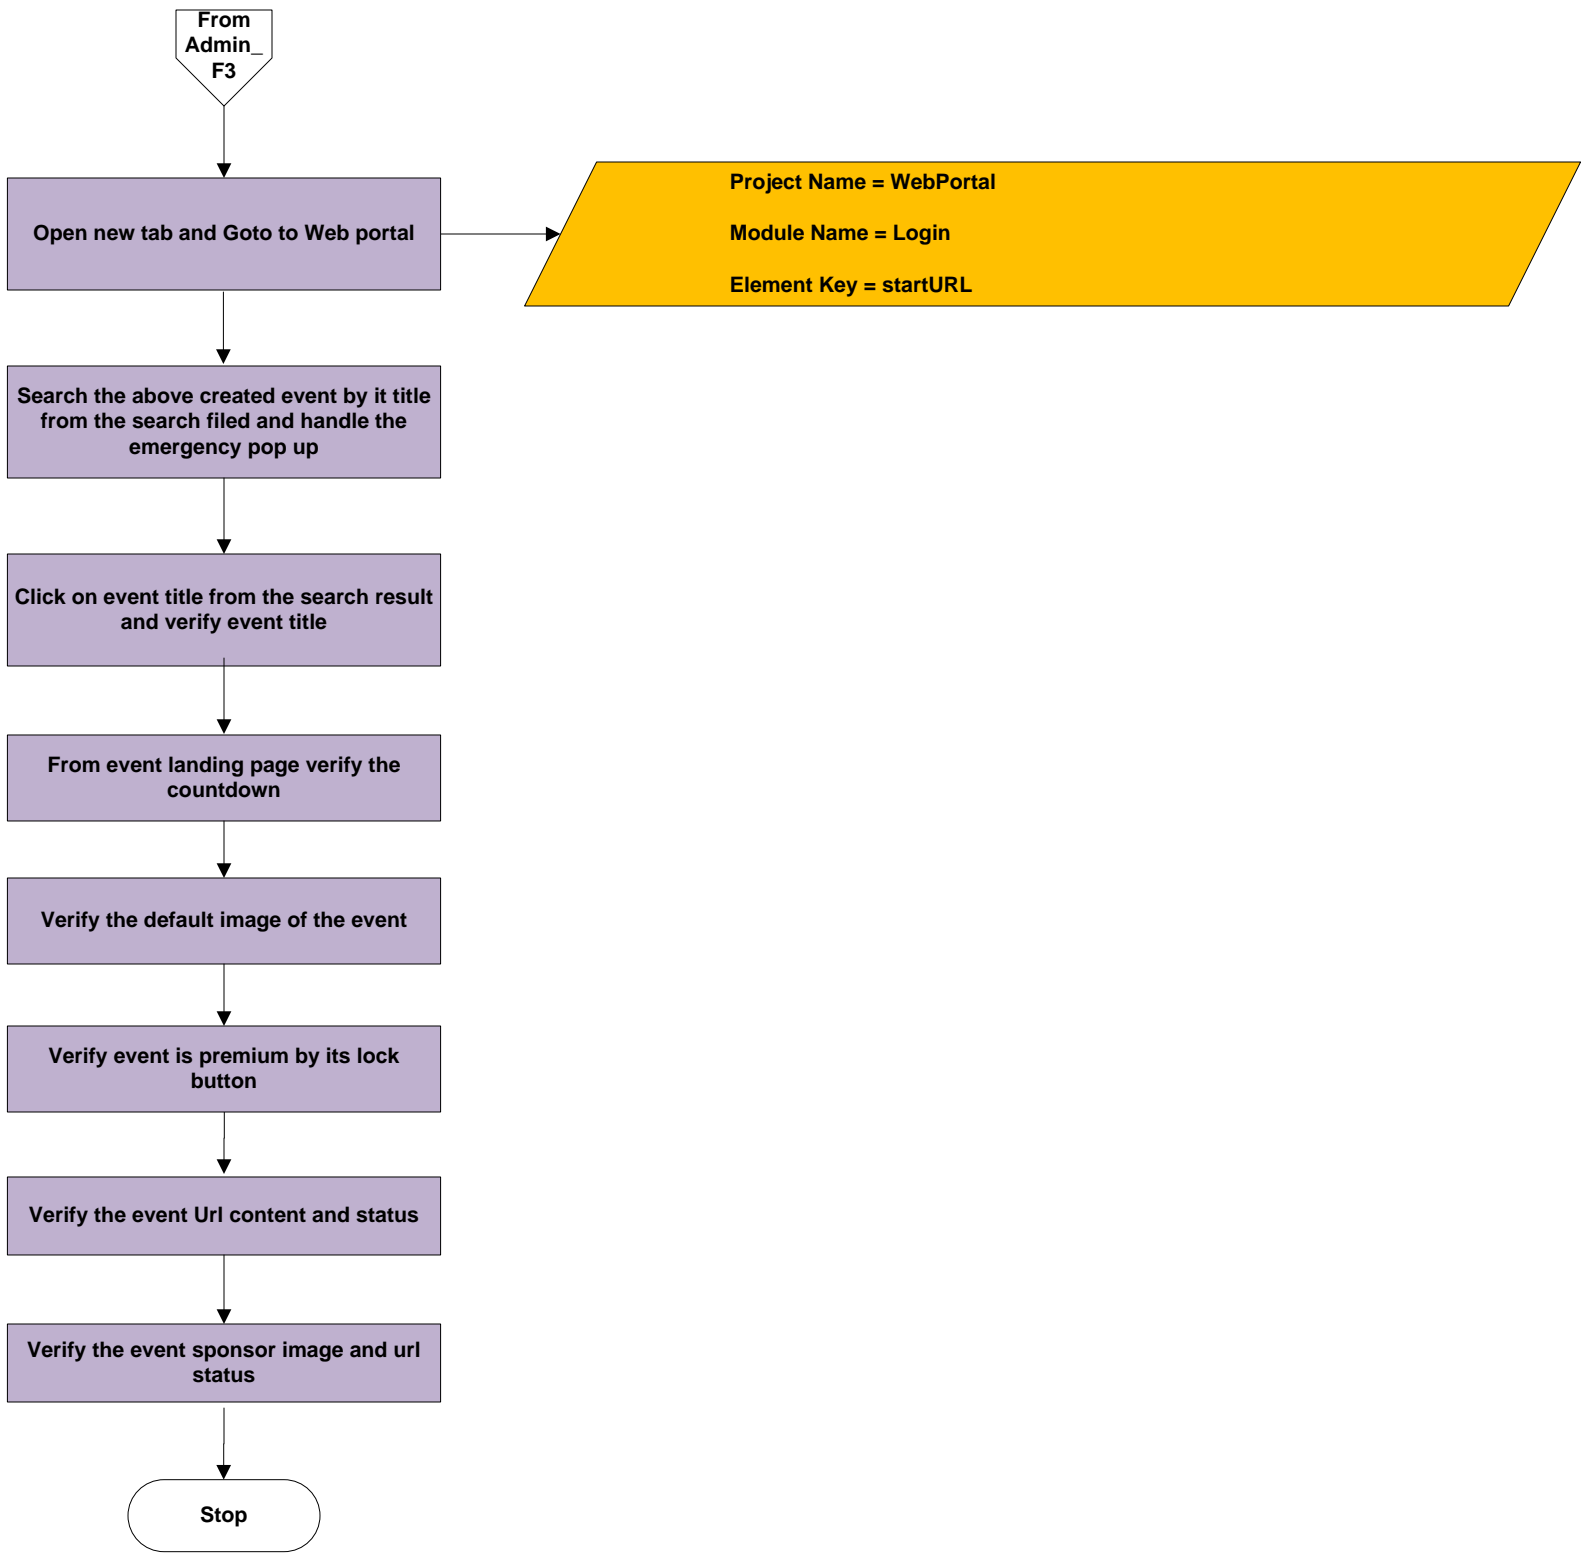 From
Admin_
F3
Open new tab and Goto to Web portal
Project Name = WebPortal
Module Name = Login
Element Key = startURL
Search the above created event by it title
from the search filed and handle the
emergency pop up
Click on event title from the search result
and verify event title
From event landing page verify the
countdown
Verify the default image of the event
Verify event is premium by its lock
button
Verify the event Url content and status
Verify the event sponsor image and url
status
Stop